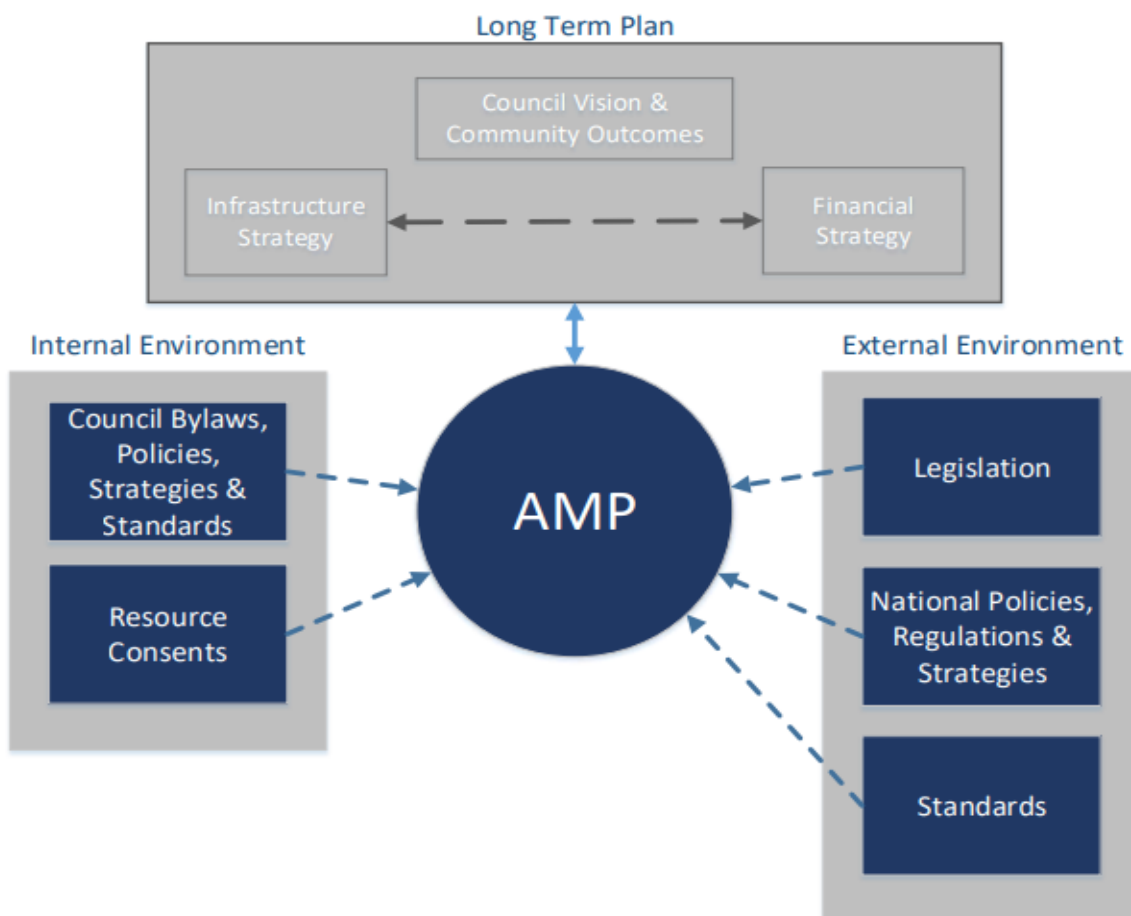 Long Term Plan
Council Vision &
Community Outcomes
Infrastructure
Strategy
Financial
Strategy
Internal Environment
Council Bylaws,
Policies,
Strategies &
Standards
Resource
Consents
AMP
External Environment
Legislation
National Policies,
Regulations &
Strategies
Standards